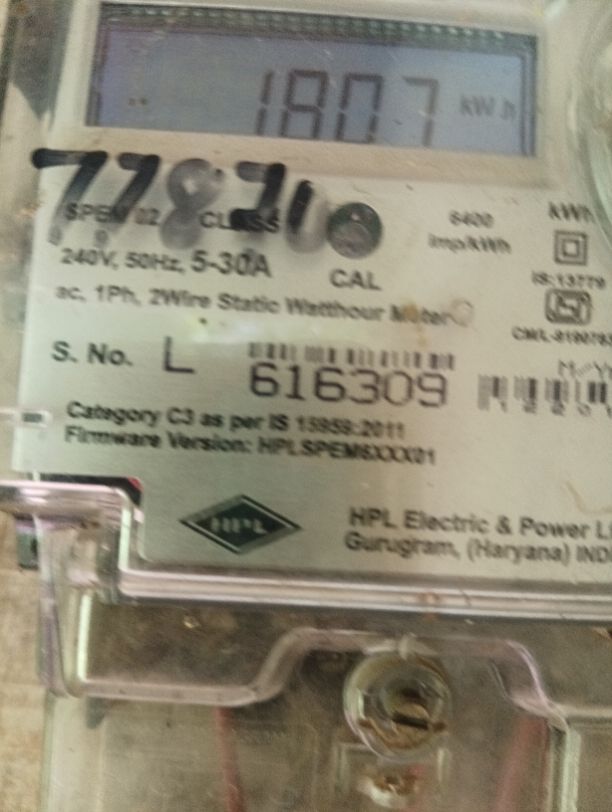 1807 kWh
SPEM 02 CLASS
6400 kWh
imp/kWh
240V, 50Hz, 5-30A
CAL
IS:13779
ac, 1Ph, 2Wire Static Watthour Meter
S. No. L 616309
Category C3 as per IS 15959:2011
Firmware Version: HPLSPEM6XXX01
HPL
HPL Electric & Power
Gurugram, (Haryana)